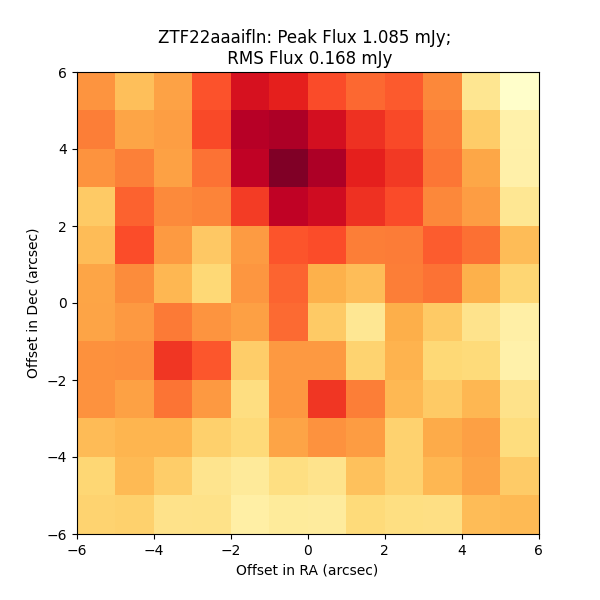 ZTF22aaaifln: Peak Flux 1.085 mJy;
RMS Flux 0.168 mJy
6
4
2
0
−2
−4
−6
Offset in Dec (arcsec)
−6 −4 −2 0 2 4 6
Offset in RA (arcsec)